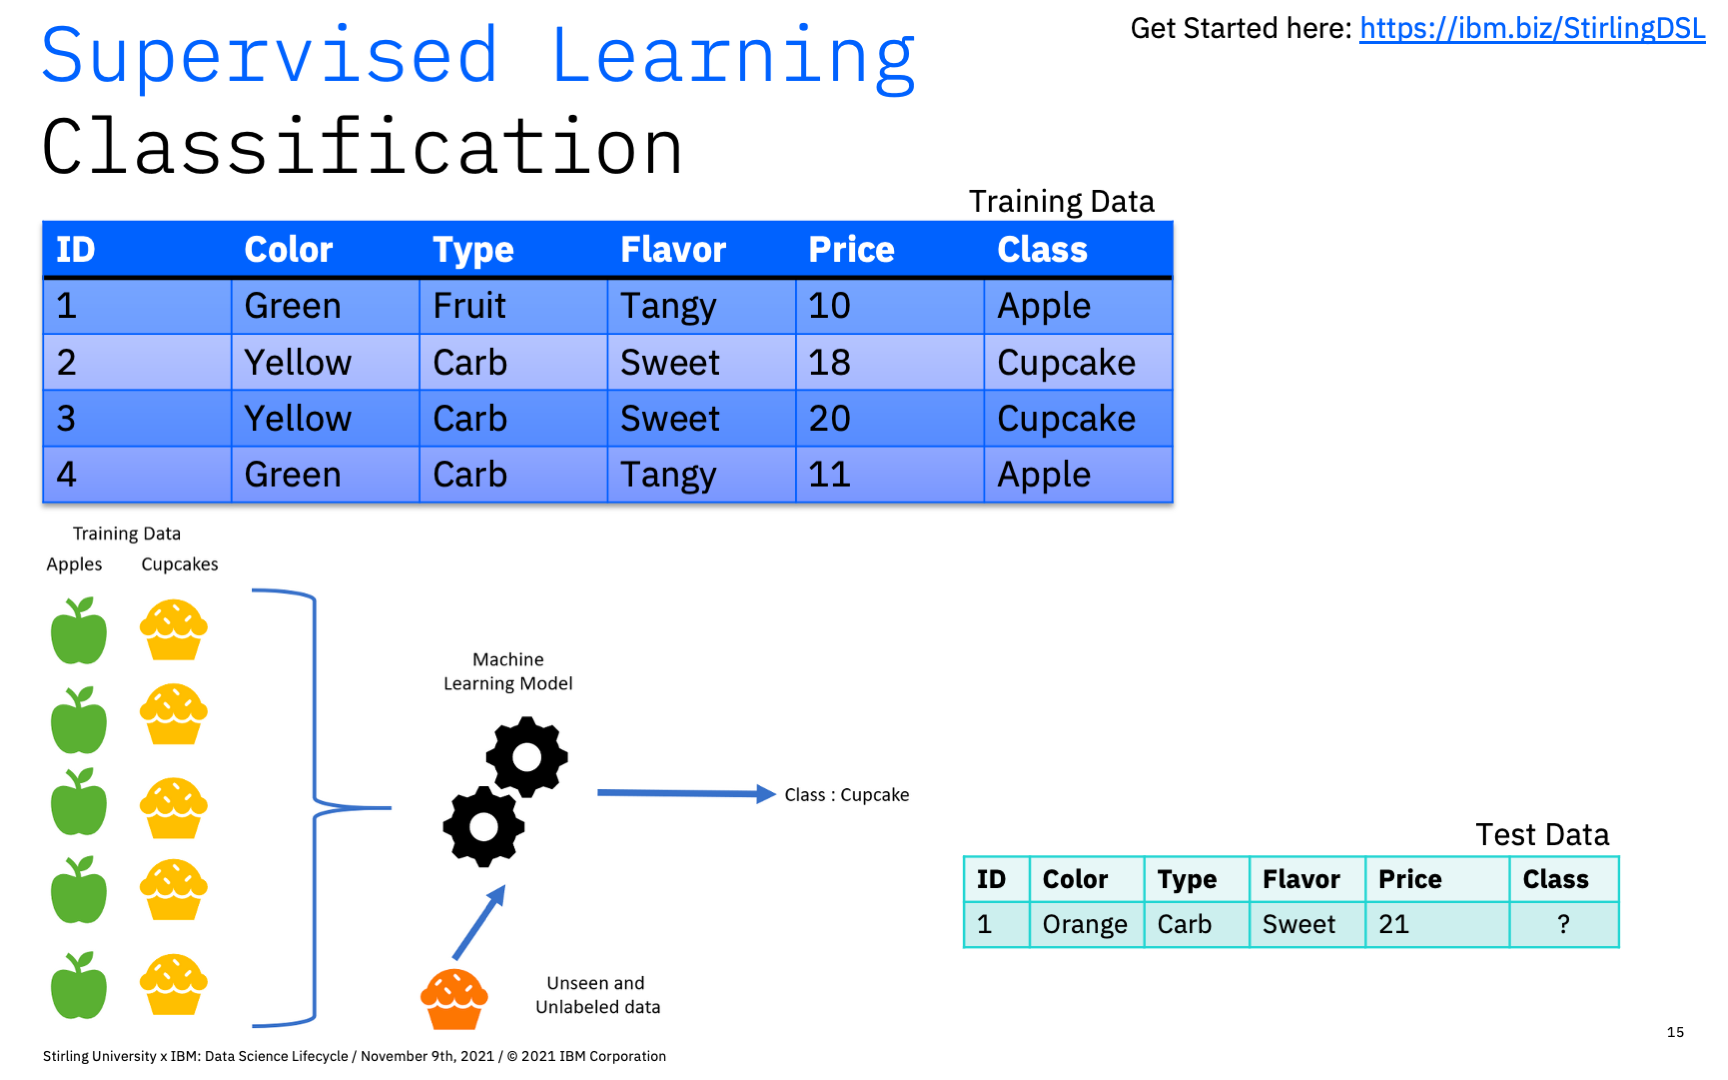 Supervised Learning
Classification
Get Started here: https://ibm.biz/StirlingDSL
Training Data
ID Color Type Flavor Price Class
1 Green Fruit Tangy 10 Apple
2 Yellow Carb Sweet 18 Cupcake
3 Yellow Carb Sweet 20 Cupcake
4 Green Carb Tangy 11 Apple
Training Data
Apples Cupcakes
Machine
Learning Model
Class : Cupcake
Unseen and
Unlabeled data
Test Data
ID Color Type Flavor Price Class
1 Orange Carb Sweet 21 ?
15
Stirling University x IBM: Data Science Lifecycle / November 9th, 2021 / © 2021 IBM Corporation